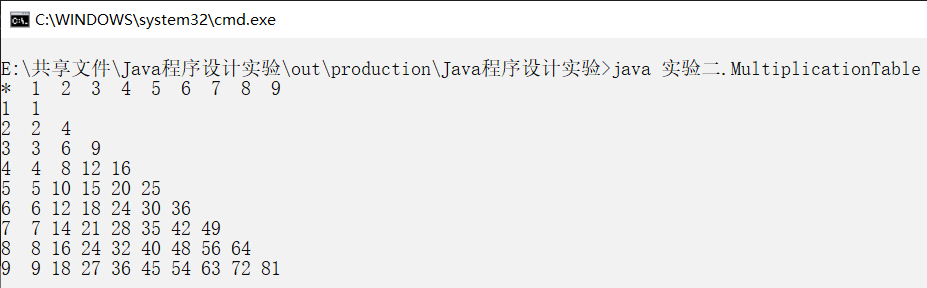 C:\WINDOWS\system32\cmd.exe
E:\共享文件\Java程序设计实验\out\production\Java程序设计实验>java 实验二.MultiplicationTable
*  1  2  3  4  5  6  7  8  9
1  1
2  2  4
3  3  6  9
4  4  8 12 16
5  5 10 15 20 25
6  6 12 18 24 30 36
7  7 14 21 28 35 42 49
8  8 16 24 32 40 48 56 64
9  9 18 27 36 45 54 63 72 81